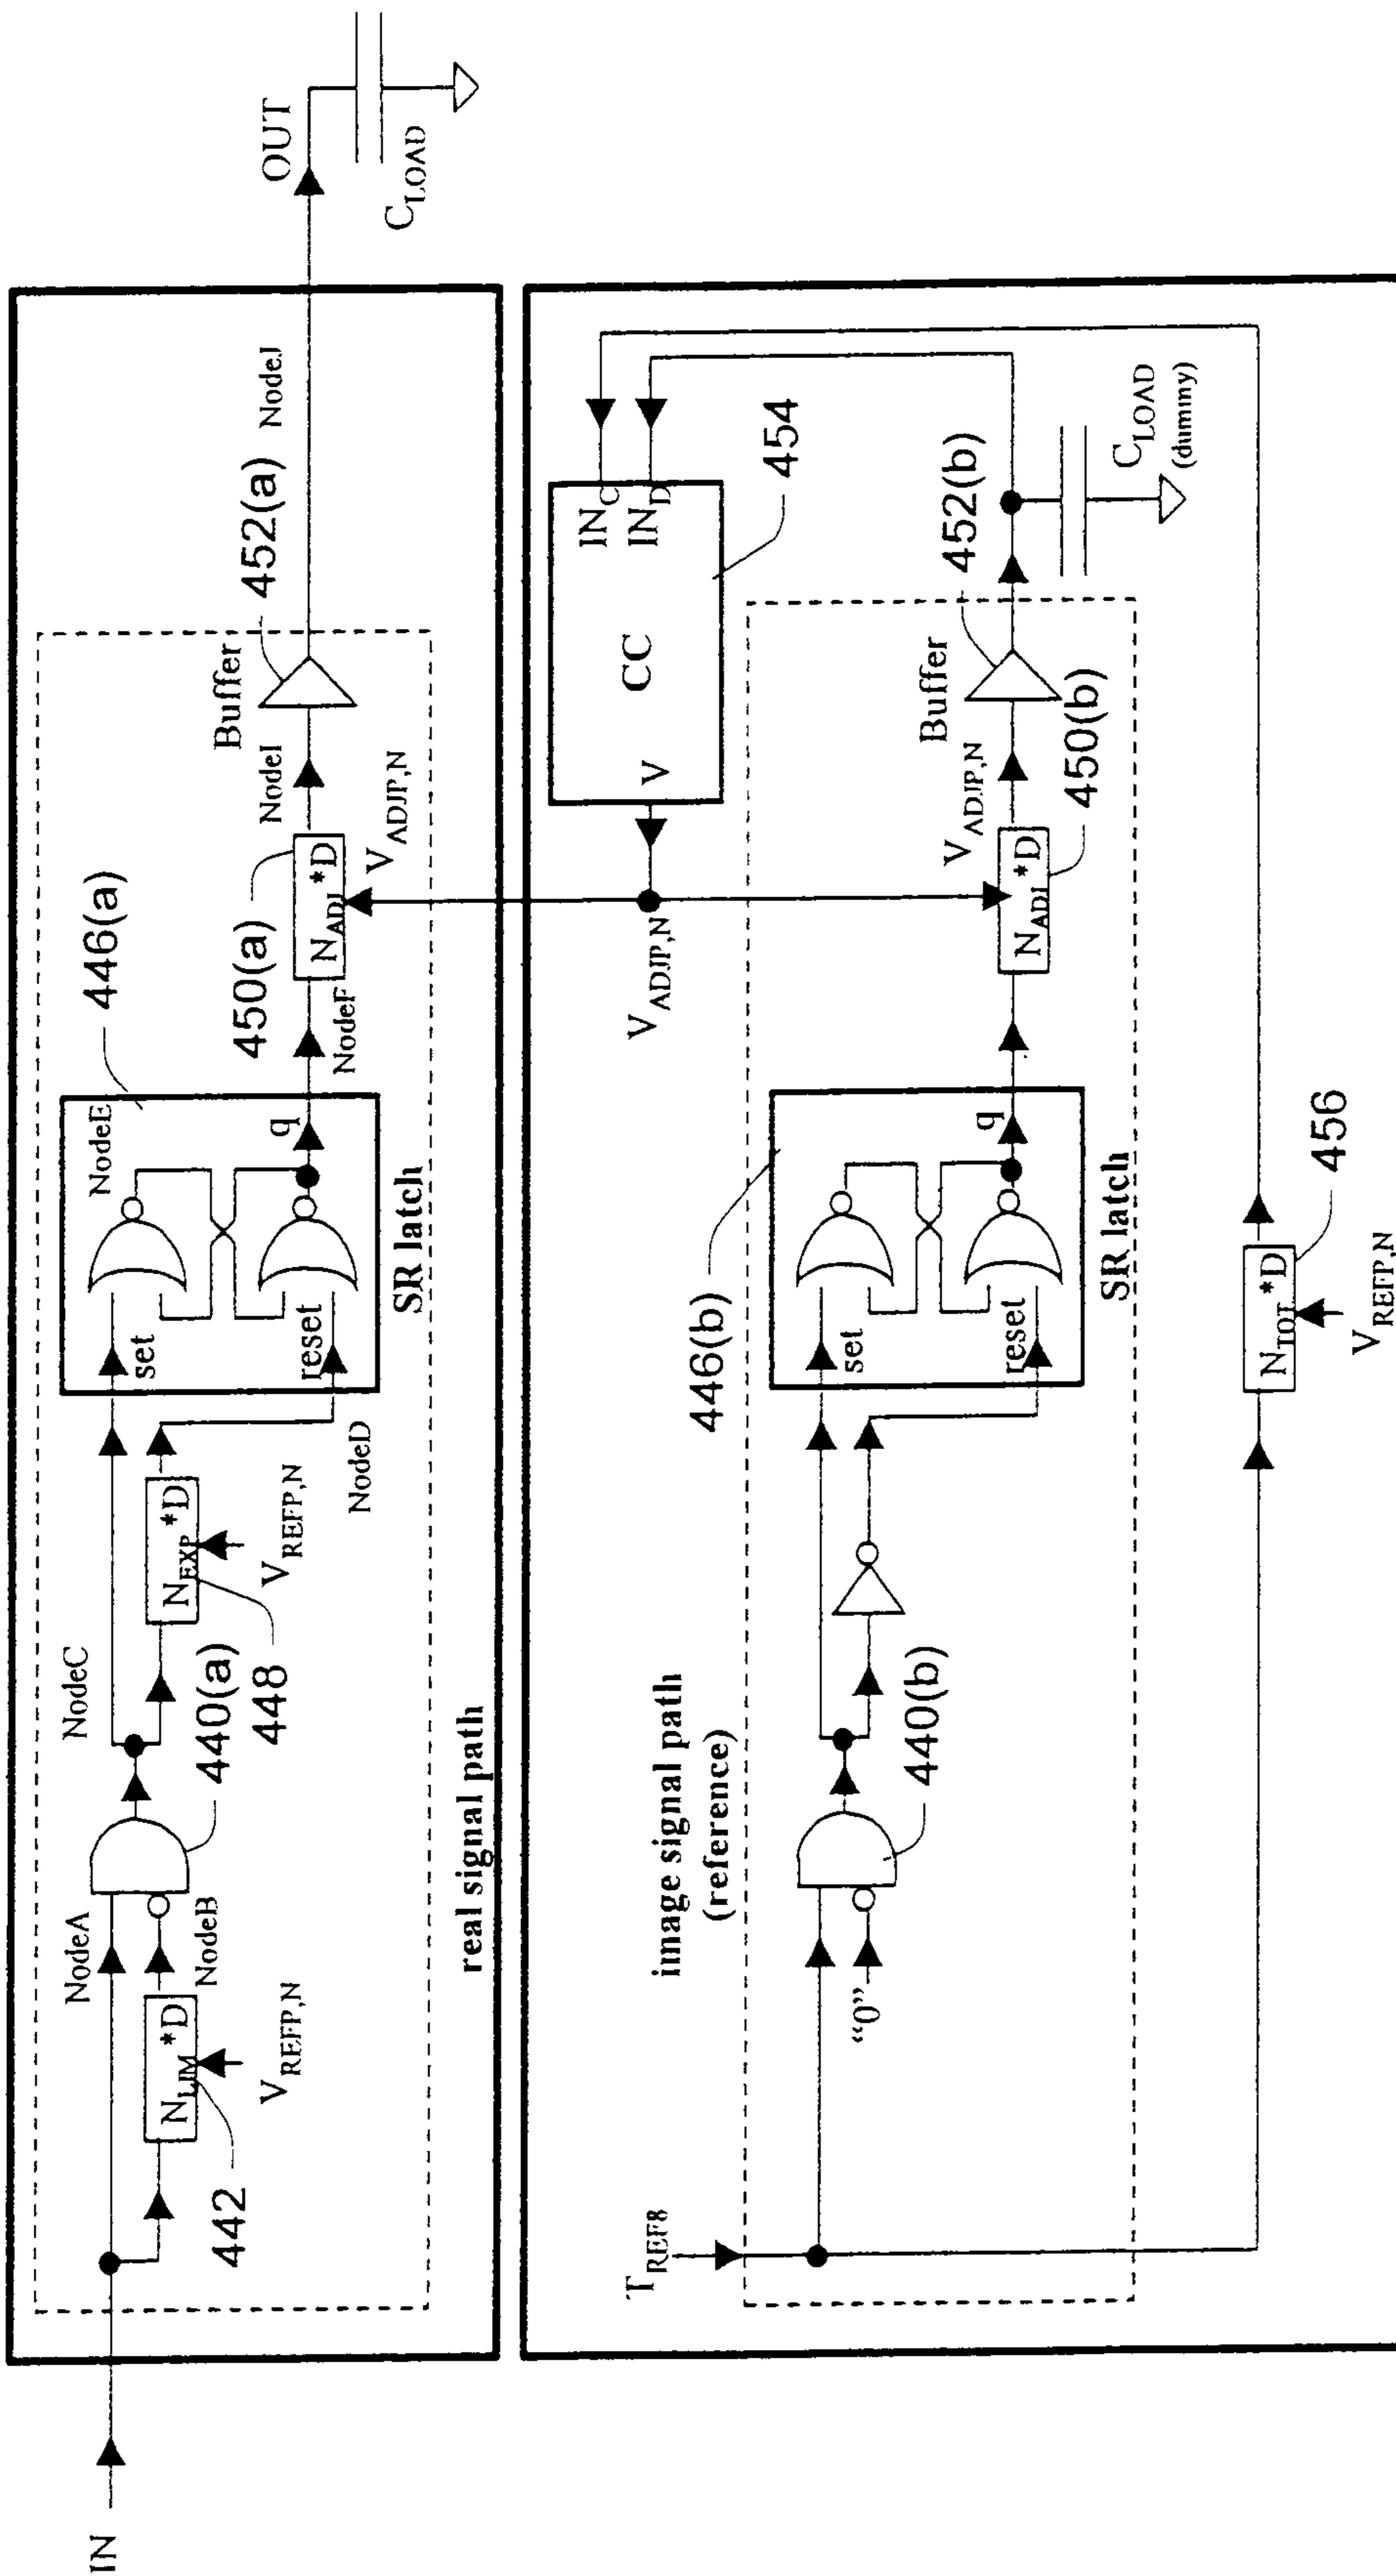 IN
NodeA
N_LIM *D
442
V_REFP,N
NodeB
440(a)
NodeC
N_EXP *D
448
V_REFP,N
NodeD
set
reset
NodeE
q
446(a)
SR latch
NodeF
450(a)
N_ADJ *D
V_ADJP,N
NodeI
Buffer
452(a)
NodeJ
OUT
C_LOAD
real signal path
T_REF8
image signal path
(reference)
"0"
440(b)
446(b)
set
reset
q
SR latch
V_ADJP,N
N_ADJ *D
450(b)
V_ADJP,N
Buffer
452(b)
V
CC
IN_C
IN_D
454
C_LOAD
(dummy)
N_TOT *D
456
V_REFP,N